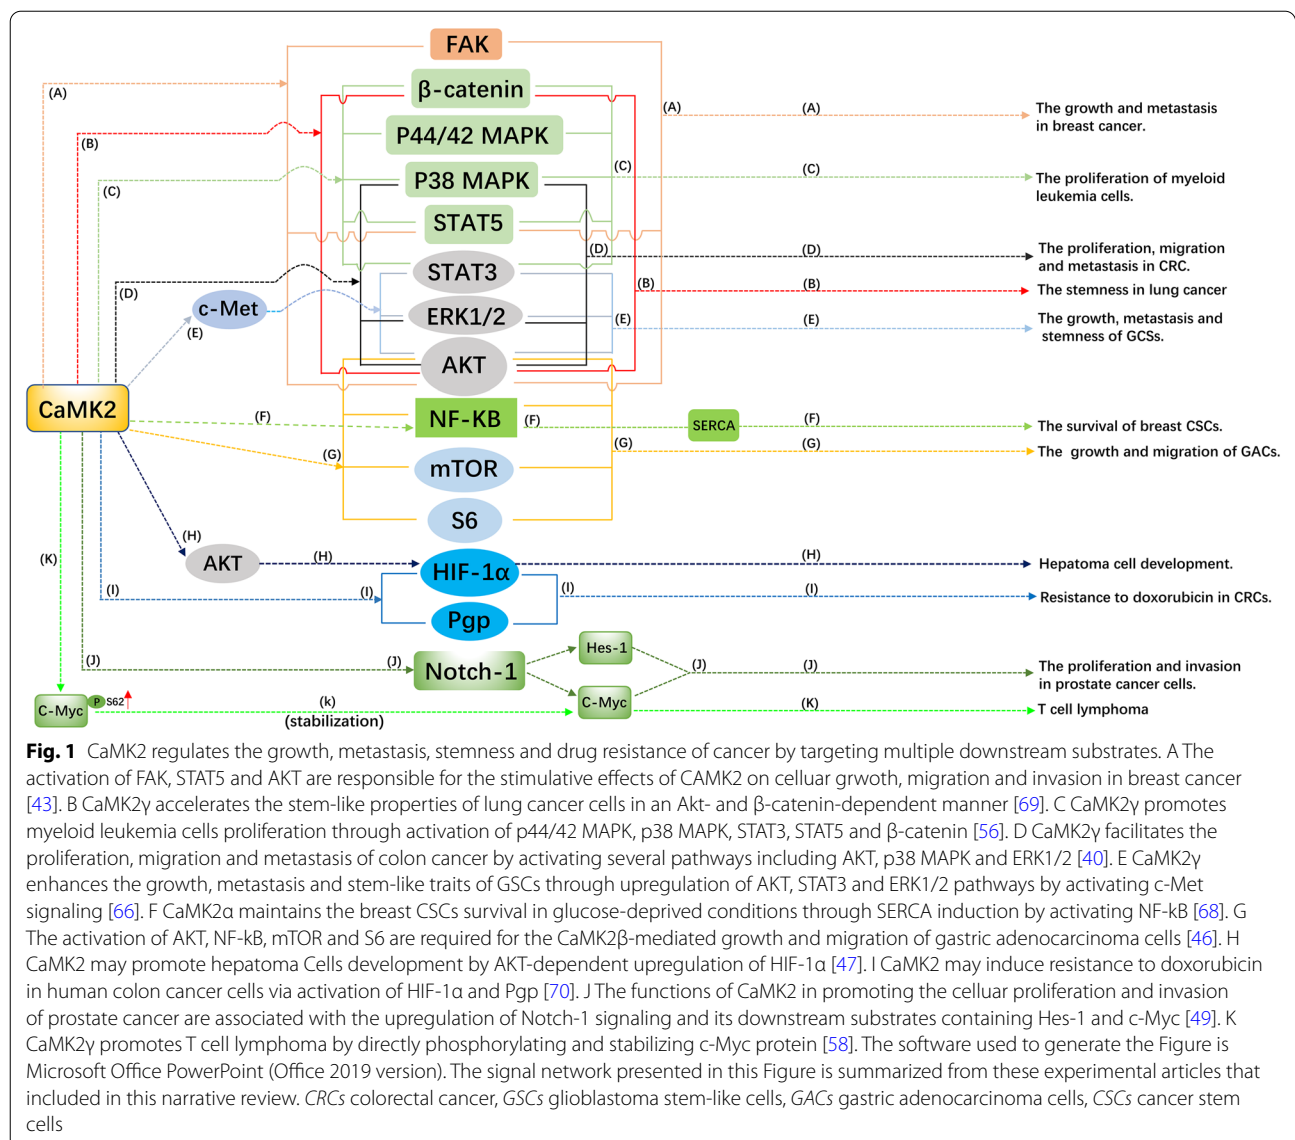 FAK
β-catenin
P44/42 MAPK
P38 MAPK
STAT5
STAT3
ERK1/2
AKT
NF-KB
mTOR
S6
HIF-1α
Pgp
Notch-1
CaMK2
c-Met
AKT
C-Myc
P
S62
SERCA
Hes-1
C-Myc
(A)
(A)
(A)
The growth and metastasis
in breast cancer.
(B)
(C)
(C)
(C)
The proliferation of myeloid
leukemia cells.
(D)
(D)
(D)
The proliferation, migration
and metastasis in CRC.
(B)
(B)
The stemness in lung cancer
(E)
(E)
(E)
The growth, metastasis and
stemness of GCSs.
(F)
(F)
(F)
The survival of breast CSCs.
(G)
(G)
(G)
The growth and migration of GACs.
(H)
(H)
(H)
Hepatoma cell development.
(I)
(I)
(I)
(I)
Resistance to doxorubicin in CRCs.
(J)
(J)
(J)
(J)
The proliferation and invasion
in prostate cancer cells.
(K)
(k)
(stabilization)
(K)
T cell lymphoma
Fig. 1 CaMK2 regulates the growth, metastasis, stemness and drug resistance of cancer by targeting multiple downstream substrates. A The
activation of FAK, STAT5 and AKT are responsible for the stimulative effects of CAMK2 on celluar grwoth, migration and invasion in breast cancer
[43]. B CaMK2γ accelerates the stem-like properties of lung cancer cells in an Akt- and β-catenin-dependent manner [69]. C CaMK2γ promotes
myeloid leukemia cells proliferation through activation of p44/42 MAPK, p38 MAPK, STAT3, STAT5 and β-catenin [56]. D CaMK2γ facilitates the
proliferation, migration and metastasis of colon cancer by activating several pathways including AKT, p38 MAPK and ERK1/2 [40]. E CaMK2γ
enhances the growth, metastasis and stem-like traits of GSCs through upregulation of AKT, STAT3 and ERK1/2 pathways by activating c-Met
signaling [66]. F CaMK2α maintains the breast CSCs survival in glucose-deprived conditions through SERCA induction by activating NF-kB [68]. G
The activation of AKT, NF-kB, mTOR and S6 are required for the CaMK2β-mediated growth and migration of gastric adenocarcinoma cells [46]. H
CaMK2 may promote hepatoma Cells development by AKT-dependent upregulation of HIF-1α [47]. I CaMK2 may induce resistance to doxorubicin
in human colon cancer cells via activation of HIF-1α and Pgp [70]. J The functions of CaMK2 in promoting the celluar proliferation and invasion
of prostate cancer are associated with the upregulation of Notch-1 signaling and its downstream substrates containing Hes-1 and c-Myc [49]. K
CaMK2γ promotes T cell lymphoma by directly phosphorylating and stabilizing c-Myc protein [58]. The software used to generate the Figure is
Microsoft Office PowerPoint (Office 2019 version). The signal network presented in this Figure is summarized from these experimental articles that
included in this narrative review. CRCs colorectal cancer, GSCs glioblastoma stem-like cells, GACs gastric adenocarcinoma cells, CSCs cancer stem
cells